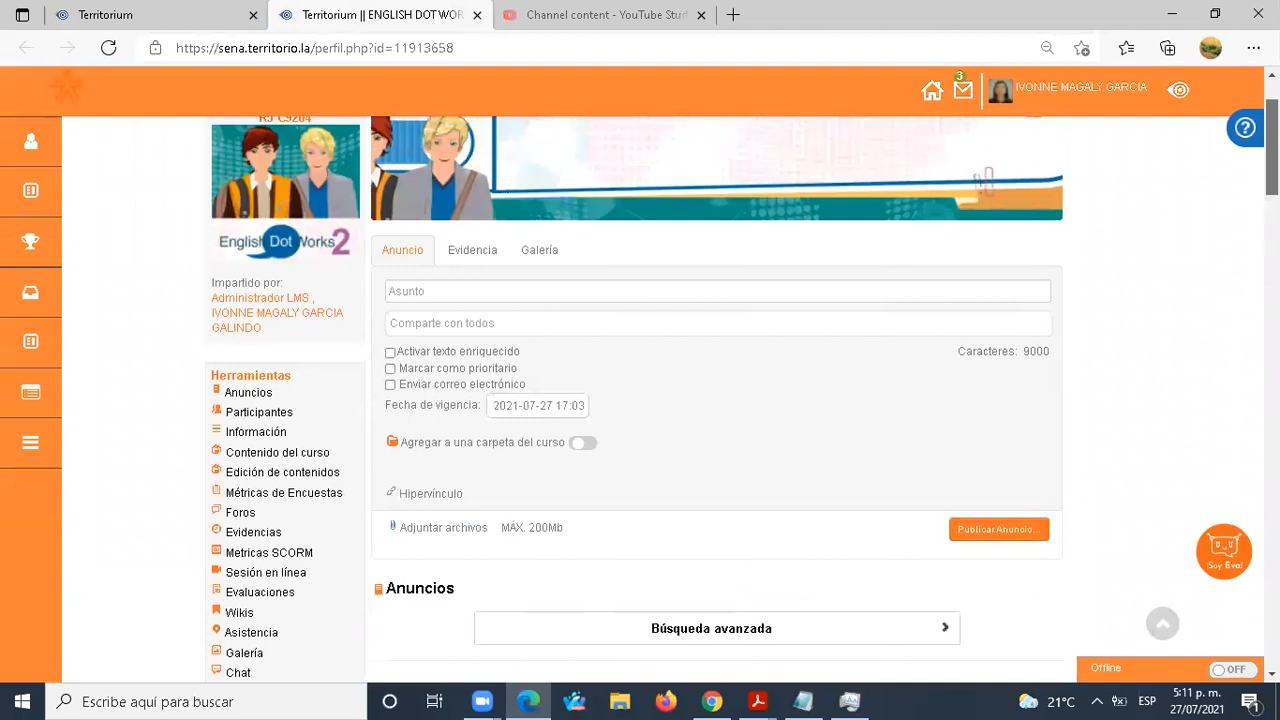 Territorium
Territorium || ENGLISH DOTWOR
Channel content - YouTube Stud
https://sena.territorio.la/perfil.php?id=11913658
3
IVONNE MAGALY GARCIA
English Dot Works 2
Impartido por:
Administrador LMS ,
IVONNE MAGALY GARCIA
GALINDO
Herramientas
Anuncios
Participantes
Información
Contenido del curso
Edición de contenidos
Métricas de Encuestas
Foros
Evidencias
Metricas SCORM
Sesión en línea
Evaluaciones
Wikis
Asistencia
Galería
Chat
Anuncio
Evidencia
Galería
Asunto
Comparte con todos
Activar texto enriquecido
Caracteres: 9000
Marcar como prioritario
Enviar correo electrónico
Fecha de vigencia: 2021-07-27 17:03
Agregar a una carpeta del curso
Hipervínculo
Adjuntar archivos MÁX. 200Mb
Publicar Anuncio...
Anuncios
Búsqueda avanzada
¡Soy Eva!
Offline
OFF
Escribe aquí para buscar
21°C
ESP
5:11 p. m.
27/07/2021
1